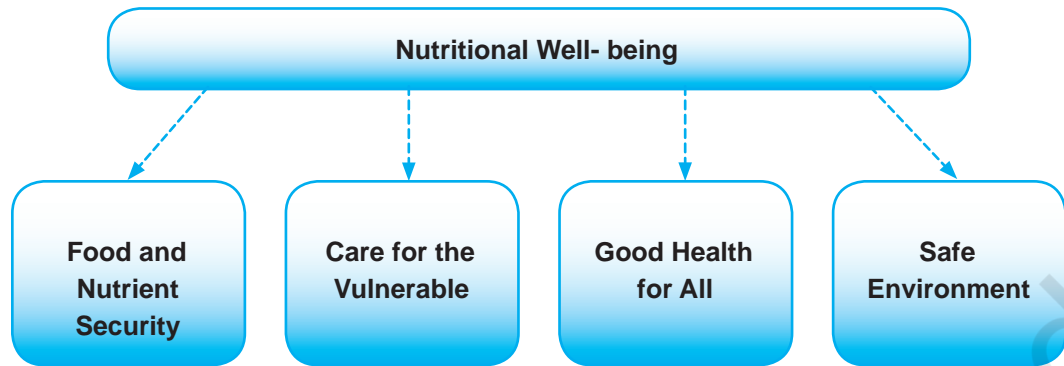 Nutritional Well- being
Food and
Nutrient
Security
Care for the
Vulnerable
Good Health
for All
Safe
Environment